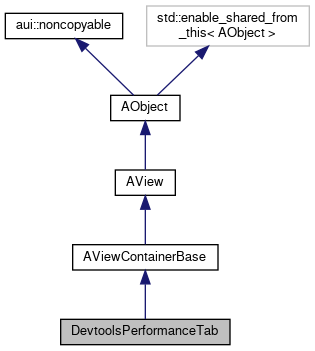 aui::noncopyable
std::enable_shared_from
_this< AObject >
AObject
AView
AViewContainerBase
DevtoolsPerformanceTab